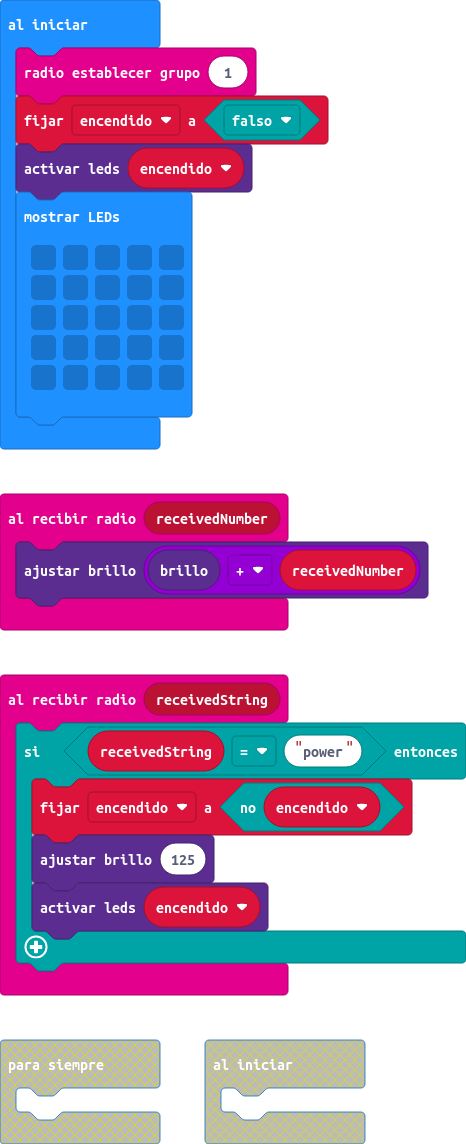 al iniciar
radio establecer grupo 1
fijar encendido a falso
activar leds encendido
mostrar LEDs
al recibir radio receivedNumber
ajustar brillo brillo + receivedNumber
al recibir radio receivedString
si receivedString = "power" entonces
fijar encendido a no encendido
ajustar brillo 125
activar leds encendido
para siempre al iniciar